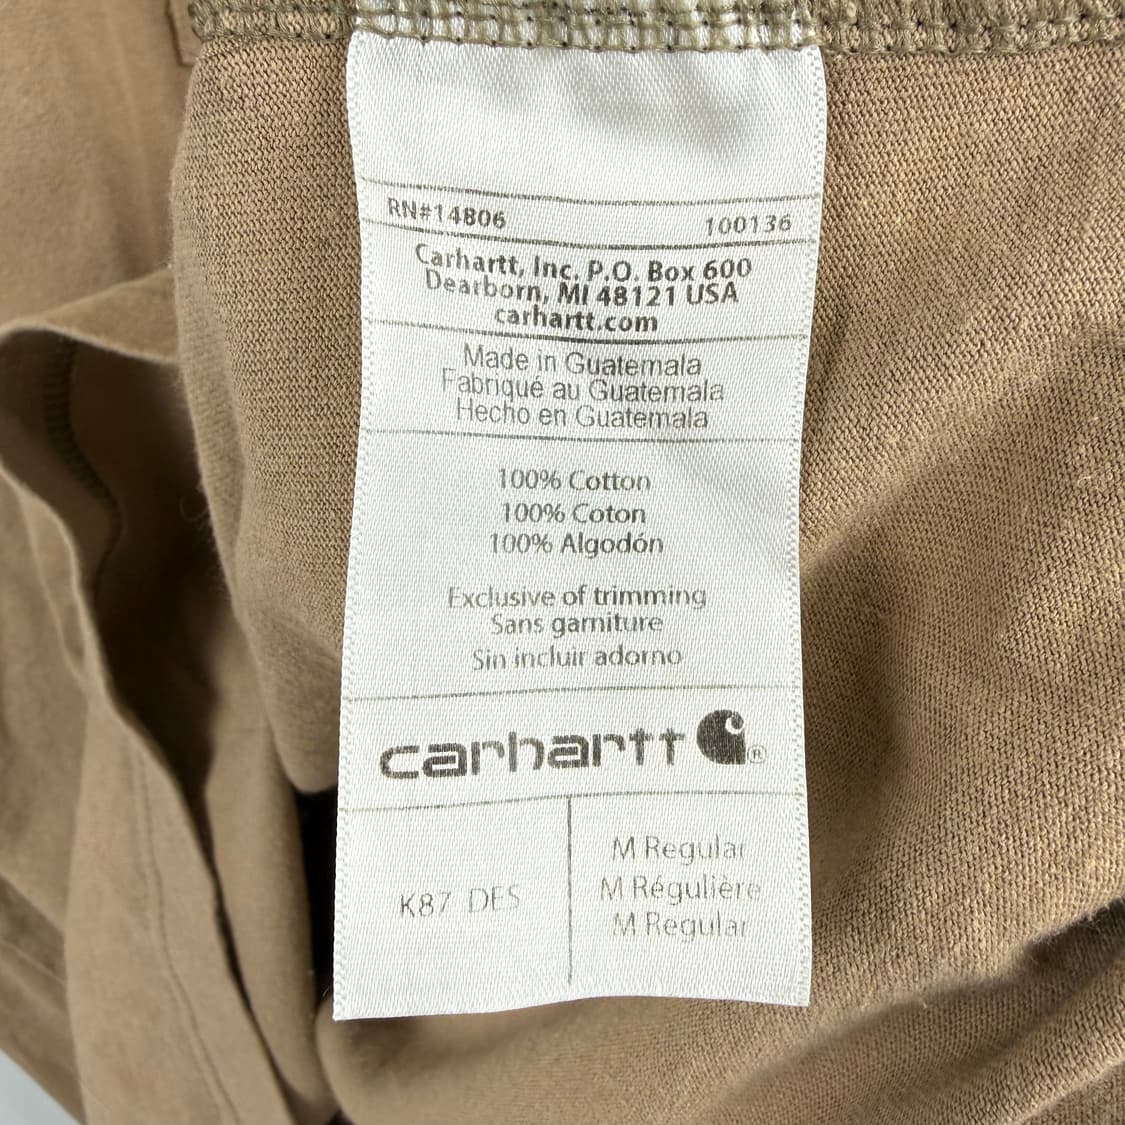 RN#14806 100136
Carhartt, Inc. P.O. Box 600
Dearborn, MI 48121 USA
carhartt.com
Made in Guatemala
Fabriqué au Guatemala
Hecho en Guatemala
100% Cotton
100% Coton
100% Algodón
Exclusive of trimming
Sans garniture
Sin incluir adorno
carhartt ®
K87 DES
M Regular
M Régulière
M Regular